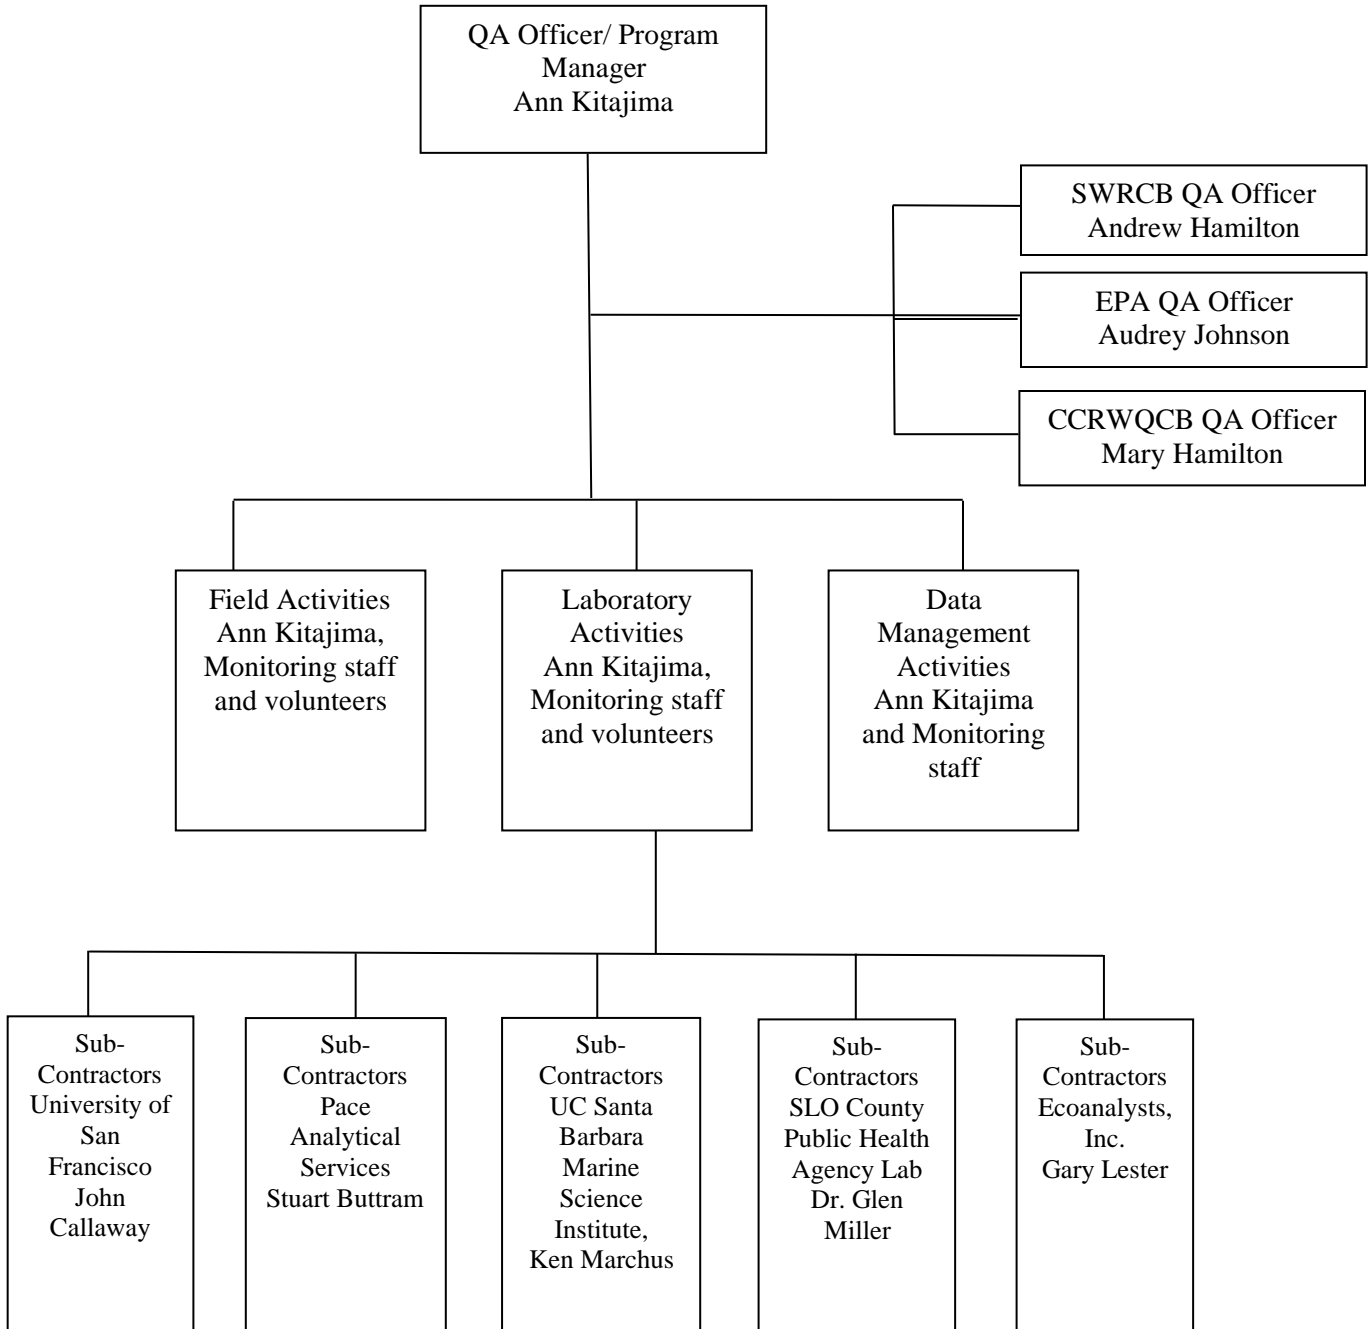 QA Officer/ Program
Manager
Ann Kitajima
SWRCB QA Officer
Andrew Hamilton
EPA QA Officer
Audrey Johnson
CCRWQCB QA Officer
Mary Hamilton
Field Activities
Ann Kitajima,
Monitoring staff
and volunteers
Laboratory
Activities
Ann Kitajima,
Monitoring staff
and volunteers
Data
Management
Activities
Ann Kitajima
and Monitoring
staff
Sub-
Contractors
University of
San
Francisco
John
Callaway
Sub-
Contractors
Pace
Analytical
Services
Stuart Buttram
Sub-
Contractors
UC Santa
Barbara
Marine
Science
Institute,
Ken Marchus
Sub-
Contractors
SLO County
Public Health
Agency Lab
Dr. Glen
Miller
Sub-
Contractors
Ecoanalysts,
Inc.
Gary Lester